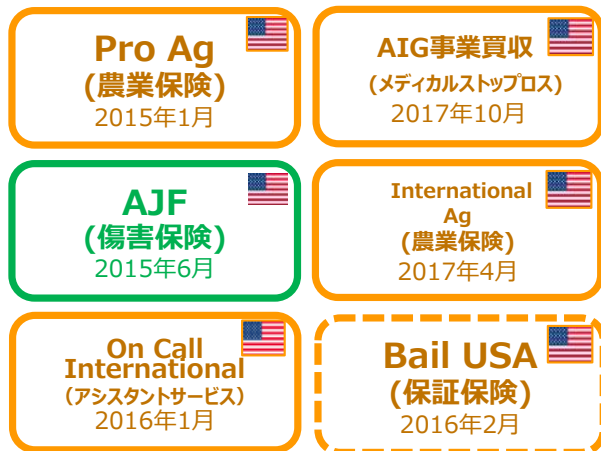 Pro Ag
(農業保険)
2015年1月
AIG事業買収
(メディカルストップロス)
2017年10月
AJF
(傷害保険)
2015年6月
International
Ag
(農業保険)
2017年4月
On Call
International
(アシスタントサービス)
2016年1月
Bail USA
(保証保険)
2016年2月